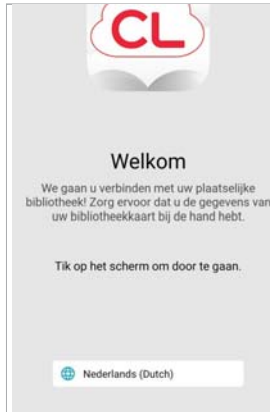 CL
Welkom
We gaan u verbinden met uw plaatselijke
bibliotheek! Zorg ervoor dat u de gegevens van
uw bibliotheekkaart bij de hand hebt.
Tik op het scherm om door te gaan.
Nederlands (Dutch)